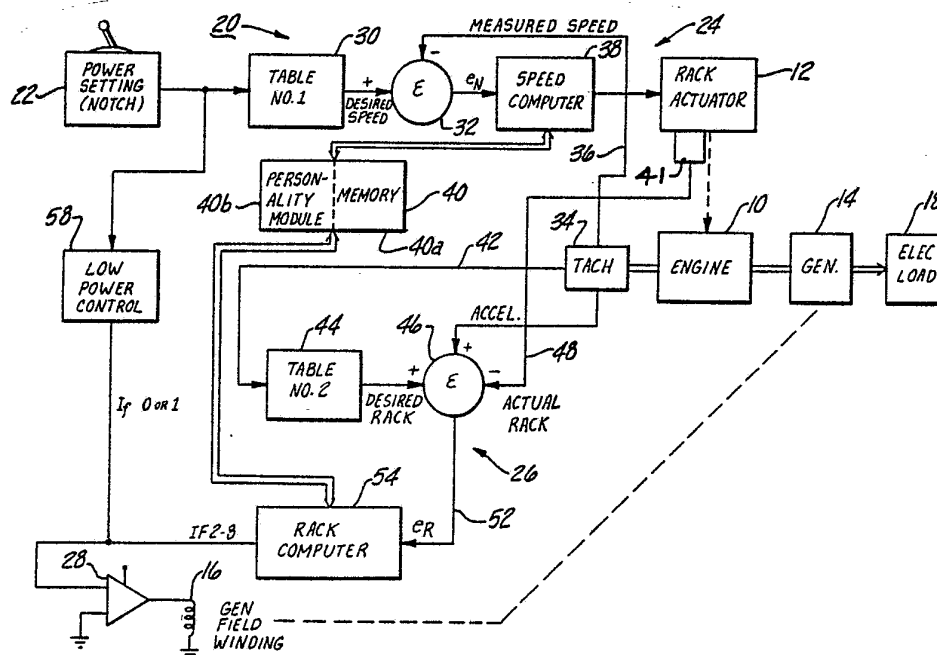 20
MEASURED SPEED
24
22
POWER
SETTING
(NOTCH)
30
TABLE
NO. 1
+
DESIRED
SPEED
-
ε
32
eN
38
SPEED
COMPUTER
RACK
ACTUATOR
12
36
41
40b
PERSON-
ALITY
MODULE
MEMORY
40
40a
58
LOW
POWER
CONTROL
42
34
TACH
10
ENGINE
14
GEN.
18
ELEC
LOAD
ACCEL.
44
TABLE
NO. 2
+
DESIRED
RACK
46
+
ε
-
ACTUAL
RACK
48
If 0 OR 1
26
52
54
RACK
COMPUTER
eR
28
16
GEN
FIELD
WINDING